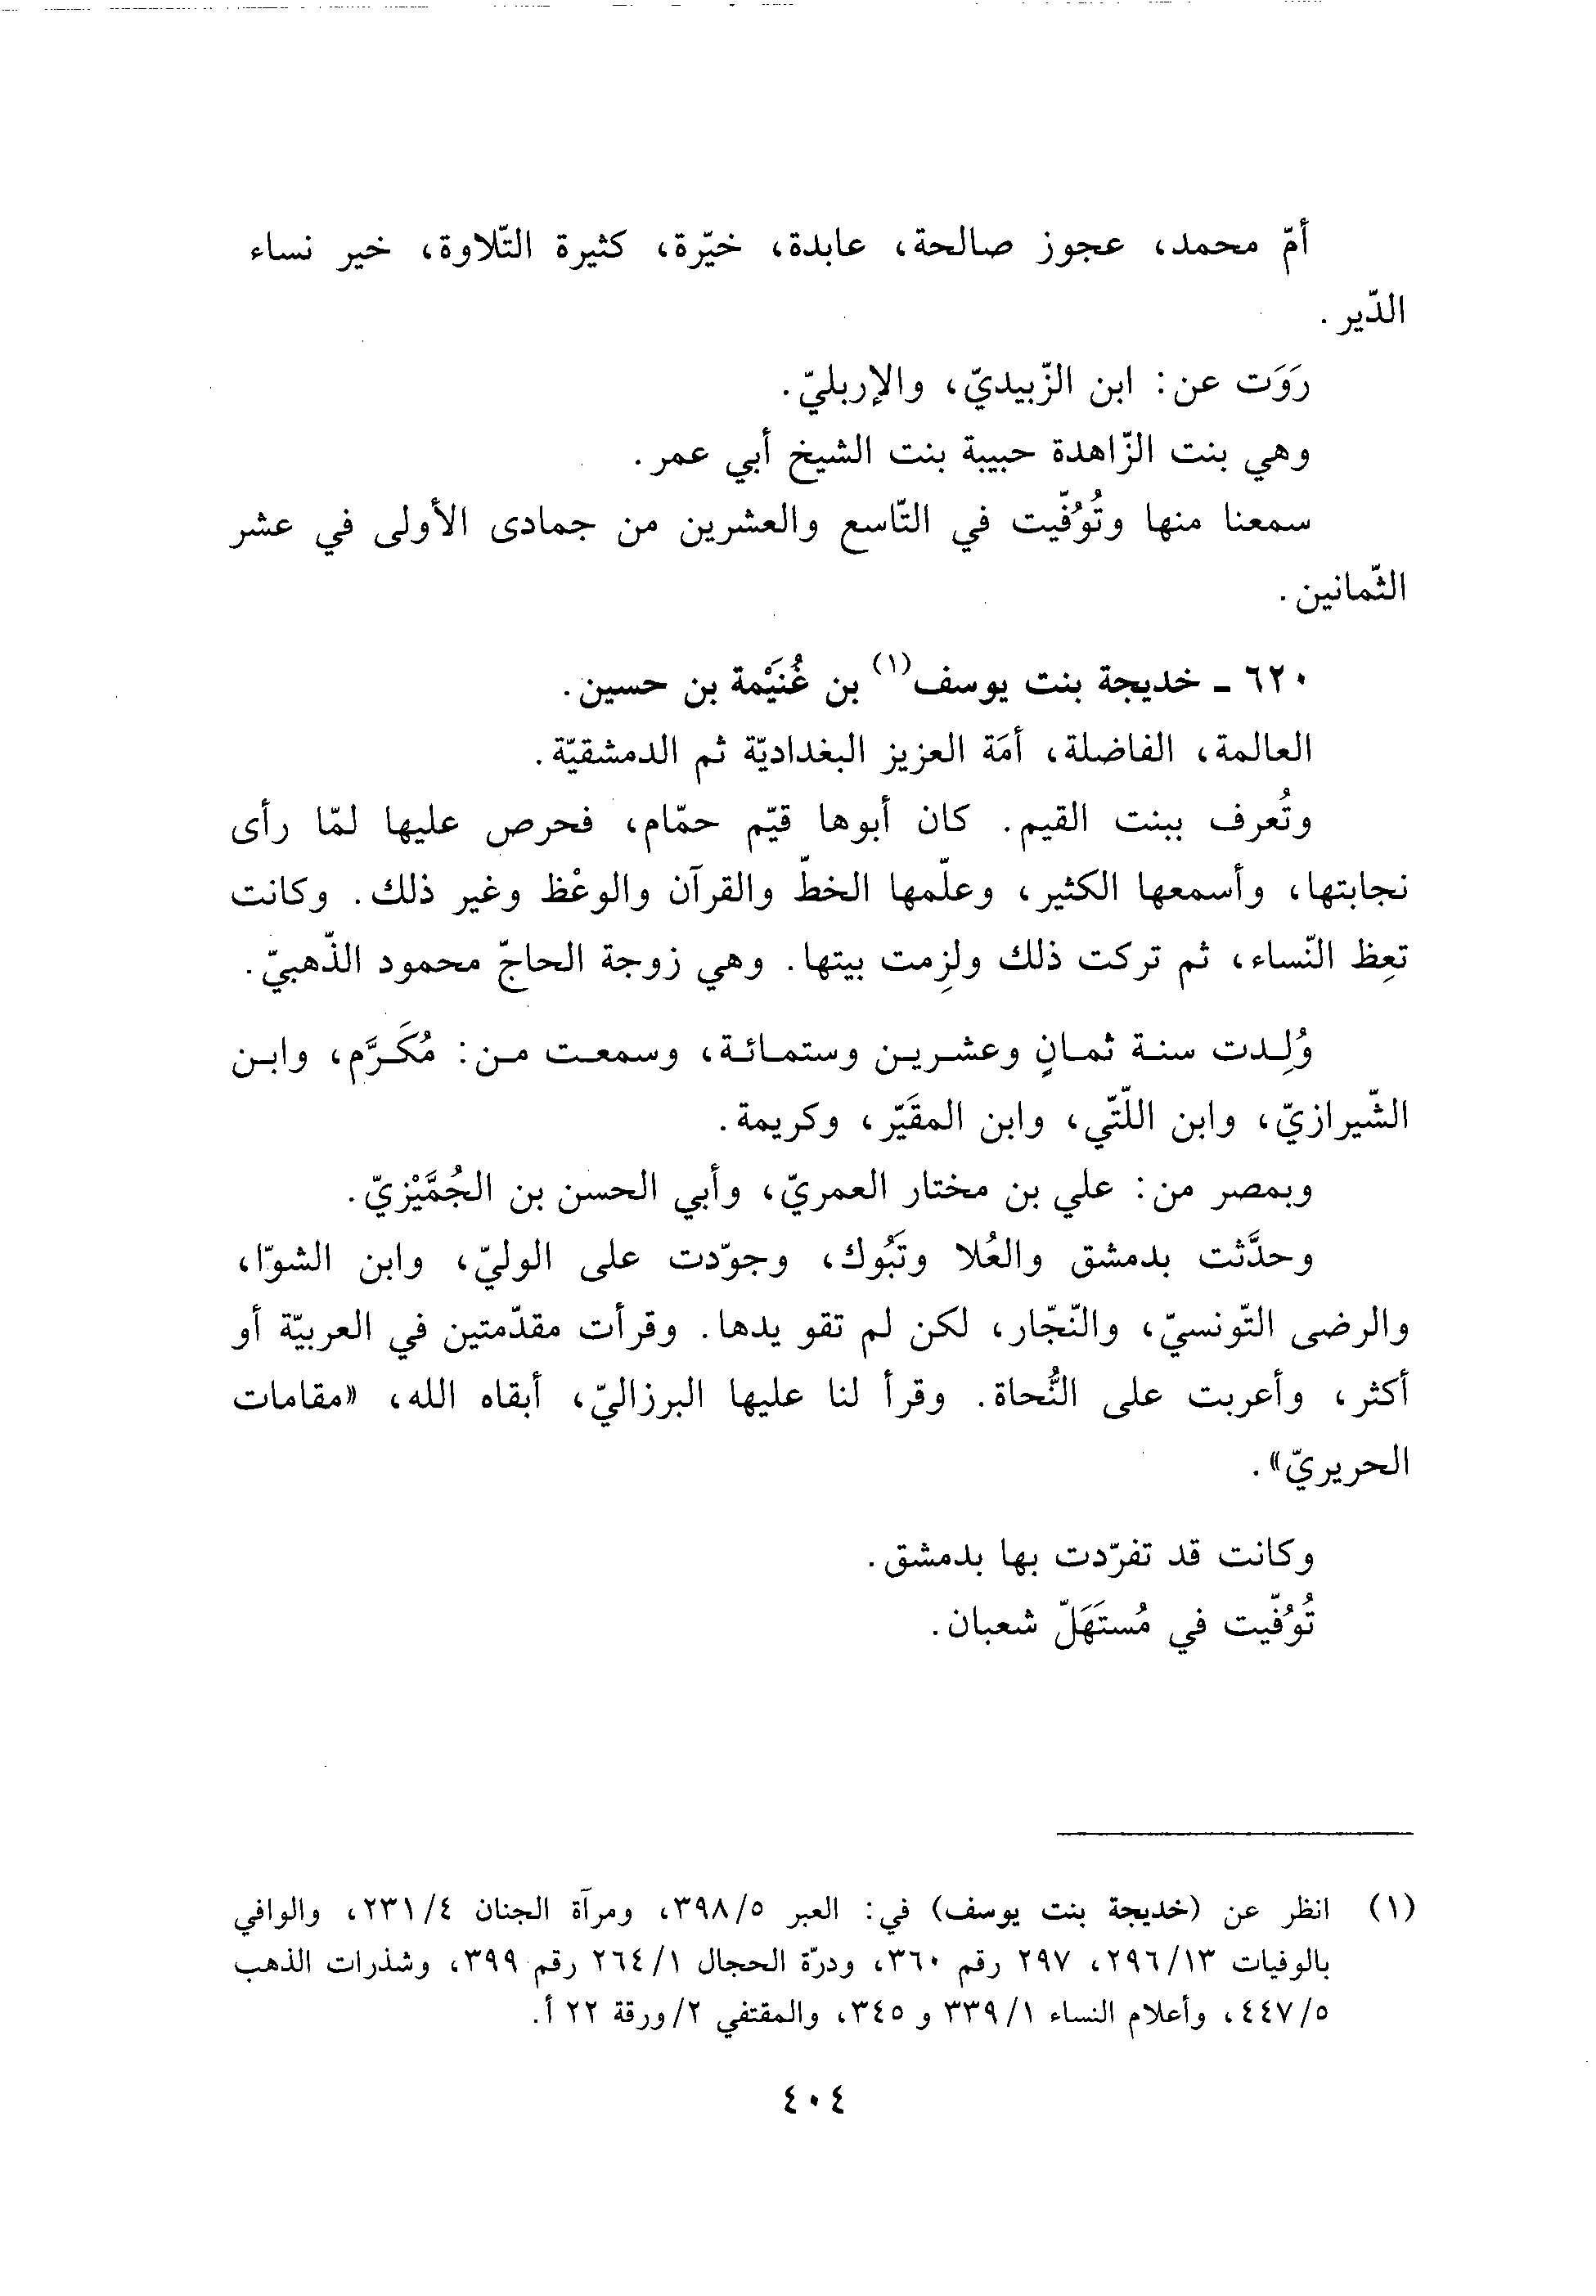 أمّ محمد، عجوز صالحة، عابدة، خيّرة، كثيرة التّلاوة، خير نساء
الدّير.
رَوَت عن: ابن الزّبيديّ، والإربليّ.
وهي بنت الزّاهدة حبيبة بنت الشيخ أبي عمر.
سمعنا منها وتُوُفّيت في التّاسع والعشرين من جمادى الأولى في عشر
الثّمانين.
٦٢٠ ـ خديجة بنت يوسف(١) بن غُنَيْمة بن حسين.
العالمة، الفاضلة، أمَة العزيز البغداديّة ثم الدمشقيّة.
وتُعرف ببنت القيم. كان أبوها قيّم حمّام، فحرص عليها لمّا رأى
نجابتها، وأسمعها الكثير، وعلّمها الخطّ والقرآن والوعْظ وغير ذلك. وكانت
تعِظ النّساء، ثم تركت ذلك ولزِمت بيتها. وهي زوجة الحاجّ محمود الذّهبيّ.
وُلِدت سنة ثمانٍ وعشرين وستمائة، وسمعت من: مُكَرَّم، وابن
الشّيرازيّ، وابن اللّتّي، وابن المقَيّر، وكريمة.
وبمصر من: علي بن مختار العمريّ، وأبي الحسن بن الجُمَّيْزيّ.
وحدَّثت بدمشق والعُلا وتَبُوك، وجوّدت على الوليّ، وابن الشوّا،
والرضى التّونسيّ، والنّجّار، لكن لم تقو يدها. وقرأت مقدّمتين في العربيّة أو
أكثر، وأعربت على النُّحاة. وقرأ لنا عليها البرزاليّ، أبقاه الله، «مقامات
الحريريّ».
وكانت قد تفرّدت بها بدمشق.
تُوُفّيت في مُستَهَلّ شعبان.
(١) انظر عن (خديجة بنت يوسف) في: العبر ٣٩٨/٥، ومرآة الجنان ٢٣١/٤، والوافي
بالوفيات ٢٩٦/١٣، ٢٩٧ رقم ٣٦٠، ودرّة الحجال ٢٦٤/١ رقم ٣٩٩، وشذرات الذهب
٤٤٧/٥، وأعلام النساء ٣٣٩/١ و ٣٤٥، والمقتفي ٢/ورقة ٢٢ أ.
٤٠٤